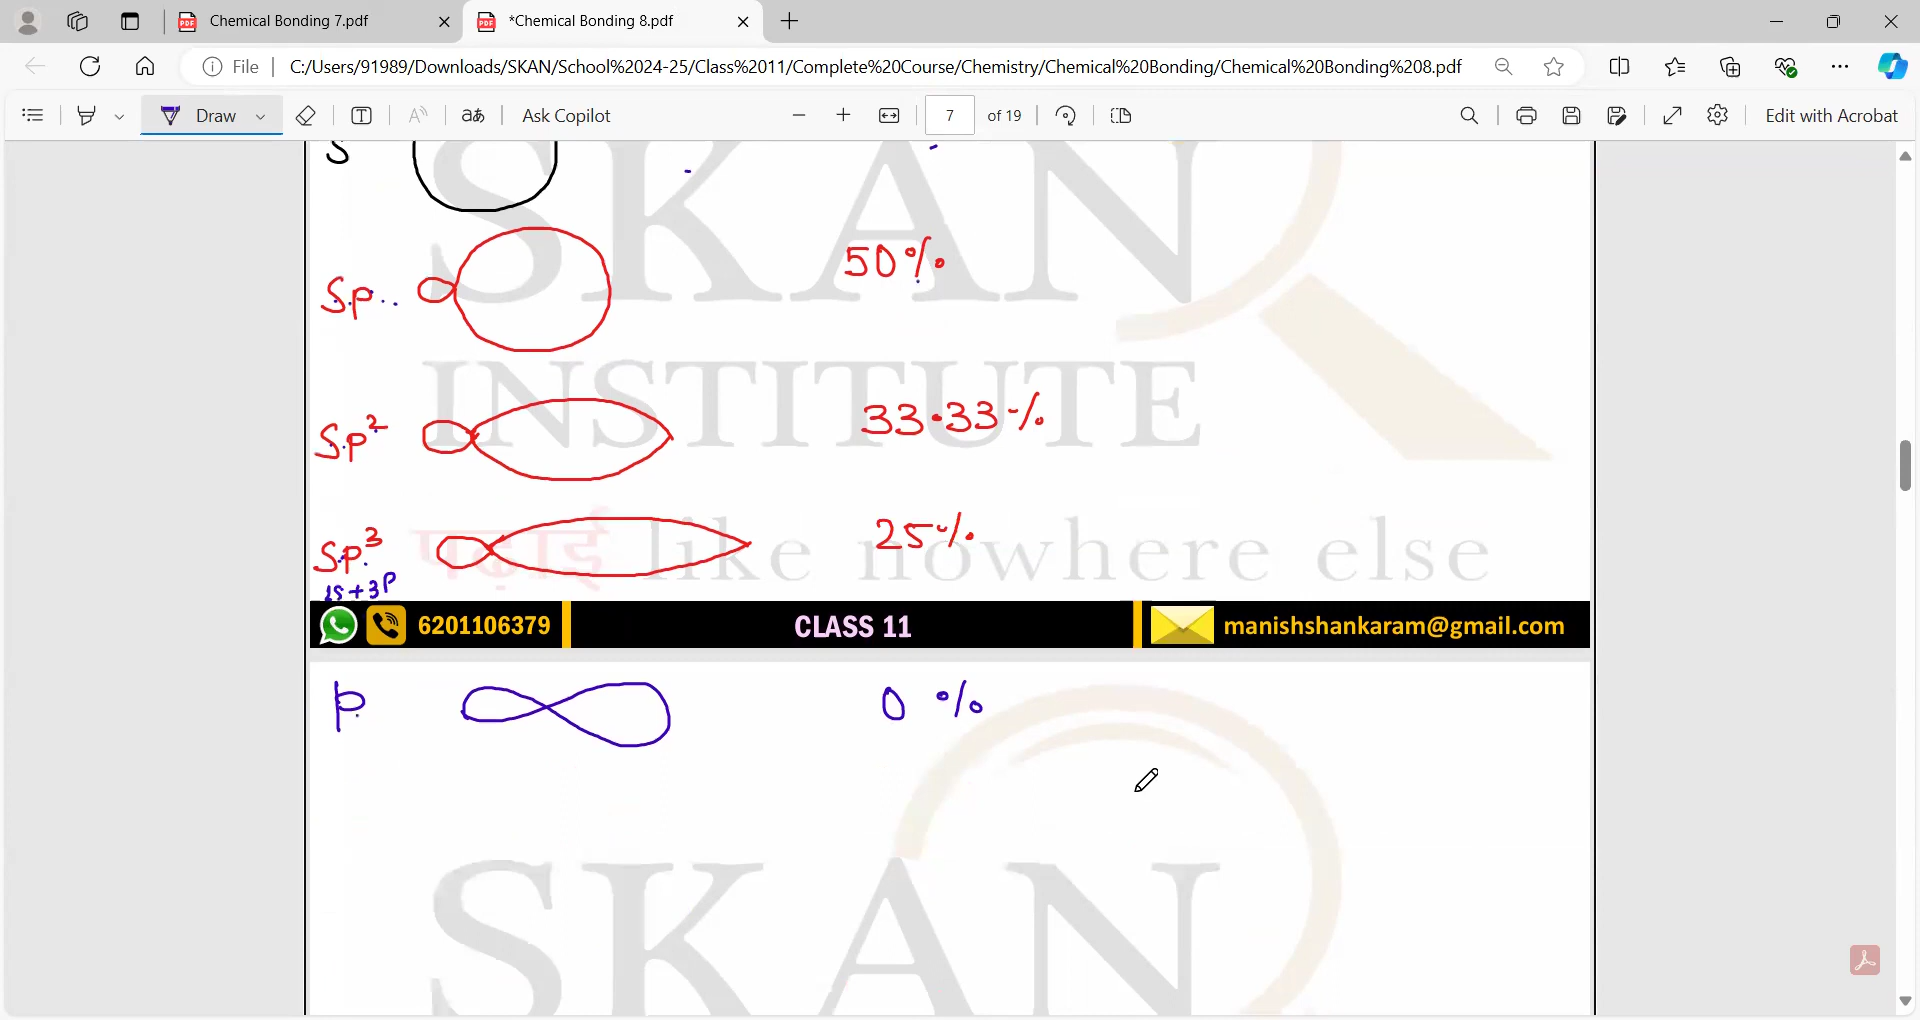 Chemical Bonding 7.pdf
*Chemical Bonding 8.pdf
File
C:/Users/91989/Downloads/SKAN/School%2024-25/Class%2011/Complete%20Course/Chemistry/Chemical%20Bonding/Chemical%20Bonding%208.pdf
Draw
T
A
aあ
Ask Copilot
7 of 19
Edit with Acrobat
S
SKAN
Sp
50%
INSTITUTE
Sp²
33.33%
Sp³
25%
पढ़ाई like nowhere else
1s+3p
6201106379
CLASS 11
manishshankaram@gmail.com
p
0 %
SKAN